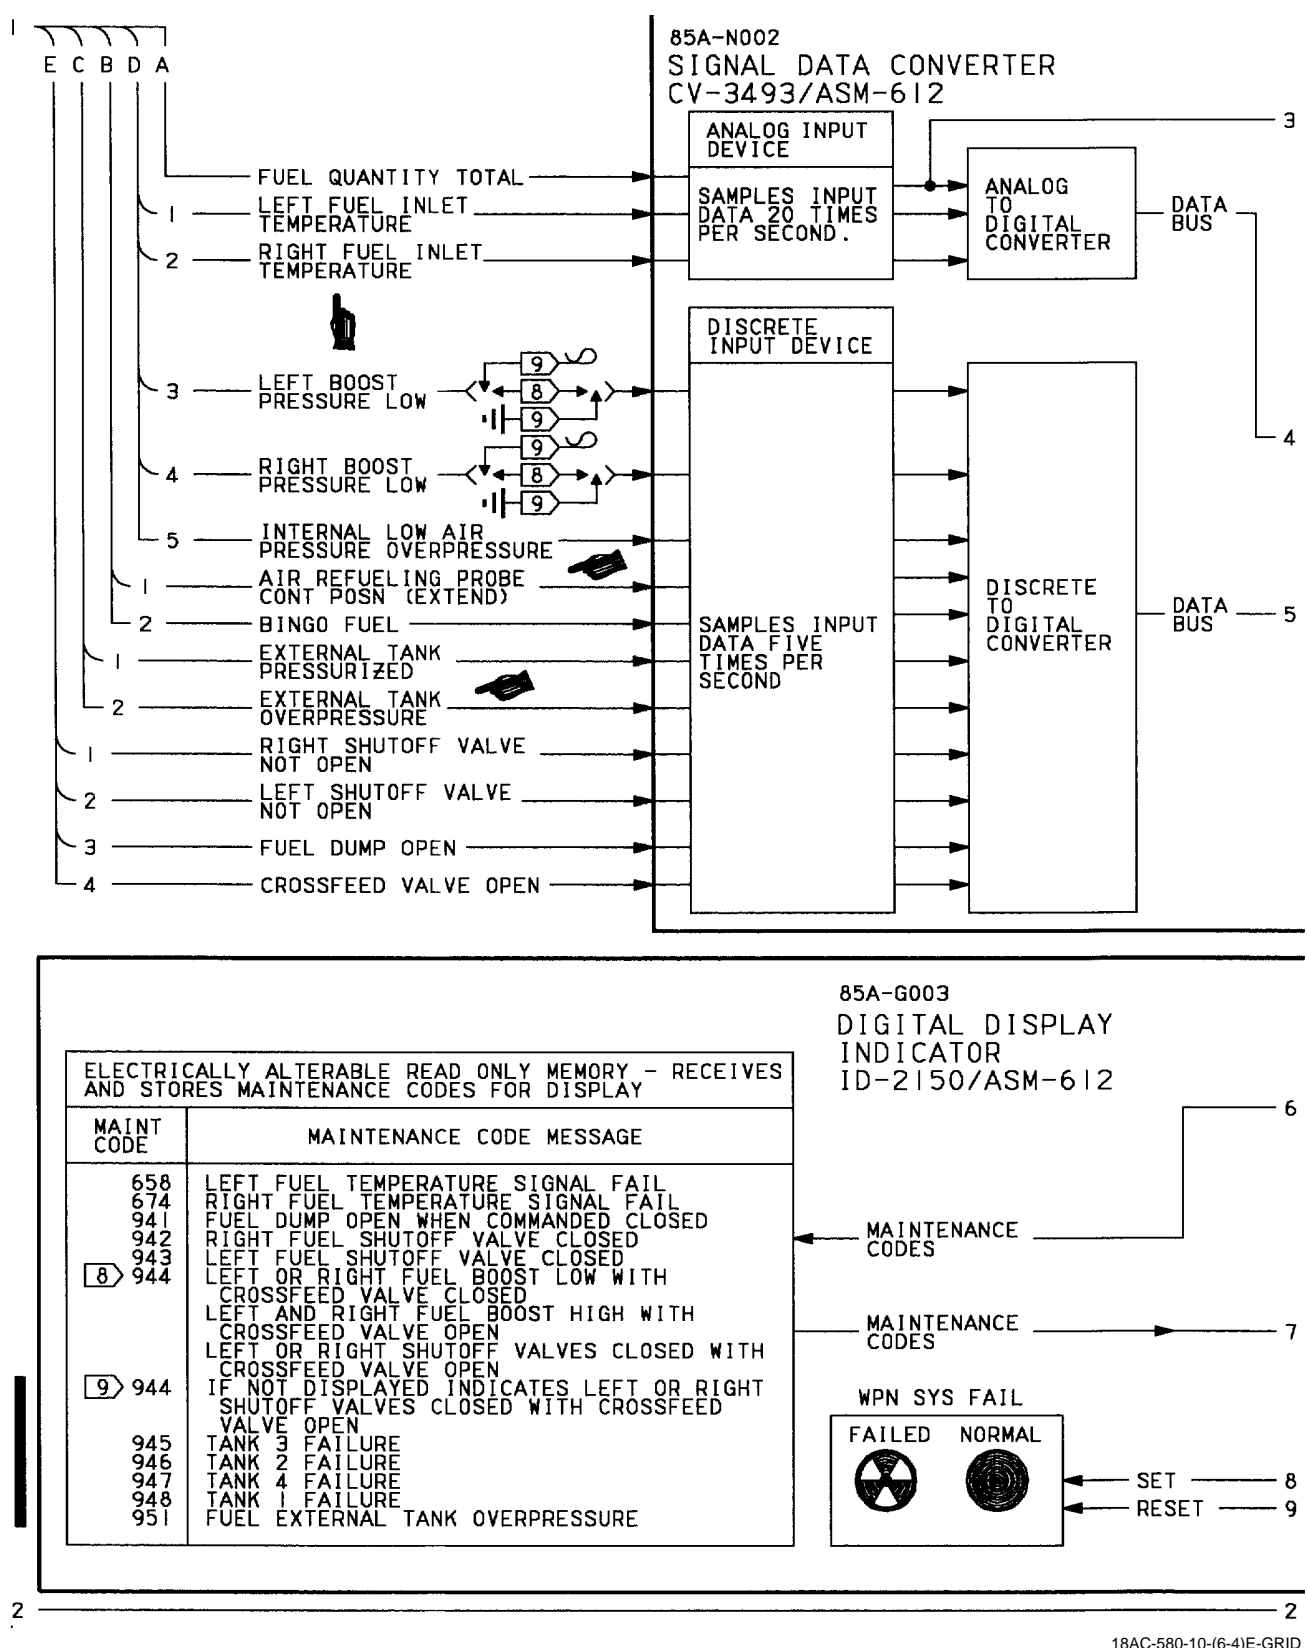 1
E C B D A
85A-N002
SIGNAL DATA CONVERTER
CV-3493/ASM-612
ANALOG INPUT
DEVICE
SAMPLES INPUT
DATA 20 TIMES
PER SECOND.
ANALOG
TO
DIGITAL
CONVERTER
3
DATA
BUS
4
FUEL QUANTITY TOTAL
1
LEFT FUEL INLET
TEMPERATURE
2
RIGHT FUEL INLET
TEMPERATURE
DISCRETE
INPUT DEVICE
3
LEFT BOOST
PRESSURE LOW
9
8
9
4
RIGHT BOOST
PRESSURE LOW
9
8
9
5
INTERNAL LOW AIR
PRESSURE OVERPRESSURE
1
AIR REFUELING PROBE
CONT POSN (EXTEND)
2
BINGO FUEL
1
EXTERNAL TANK
PRESSURIZED
2
EXTERNAL TANK
OVERPRESSURE
1
RIGHT SHUTOFF VALVE
NOT OPEN
2
LEFT SHUTOFF VALVE
NOT OPEN
3
FUEL DUMP OPEN
4
CROSSFEED VALVE OPEN
SAMPLES INPUT
DATA FIVE
TIMES PER
SECOND
DISCRETE
TO
DIGITAL
CONVERTER
DATA
BUS
5
85A-G003
DIGITAL DISPLAY
INDICATOR
ID-2150/ASM-612
ELECTRICALLY ALTERABLE READ ONLY MEMORY - RECEIVES
AND STORES MAINTENANCE CODES FOR DISPLAY
MAINT
CODE
MAINTENANCE CODE MESSAGE
658 LEFT FUEL TEMPERATURE SIGNAL FAIL
674 RIGHT FUEL TEMPERATURE SIGNAL FAIL
941 FUEL DUMP OPEN WHEN COMMANDED CLOSED
942 RIGHT FUEL SHUTOFF VALVE CLOSED
943 LEFT FUEL SHUTOFF VALVE CLOSED
8 944 LEFT OR RIGHT FUEL BOOST LOW WITH
CROSSFEED VALVE CLOSED
LEFT AND RIGHT FUEL BOOST HIGH WITH
CROSSFEED VALVE OPEN
LEFT OR RIGHT SHUTOFF VALVES CLOSED WITH
CROSSFEED VALVE OPEN
9 944 IF NOT DISPLAYED INDICATES LEFT OR RIGHT
SHUTOFF VALVES CLOSED WITH CROSSFEED
VALVE OPEN
945 TANK 3 FAILURE
946 TANK 2 FAILURE
947 TANK 4 FAILURE
948 TANK 1 FAILURE
951 FUEL EXTERNAL TANK OVERPRESSURE
6
MAINTENANCE
CODES
MAINTENANCE
CODES
7
WPN SYS FAIL
FAILED NORMAL
SET 8
RESET 9
2 2
18AC-580-10-(6-4)E-GRID